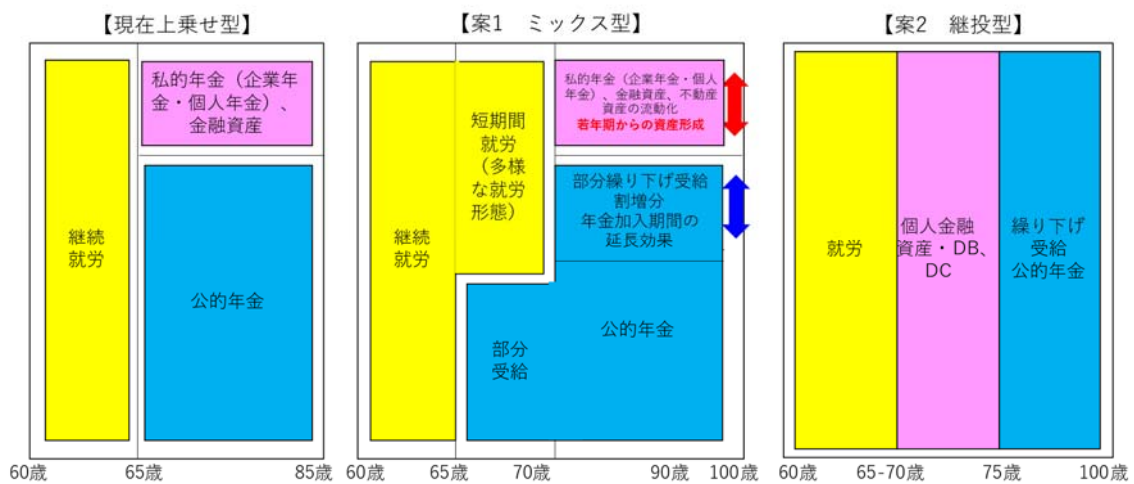 【現在上乗せ型】
私的年金（企業年
金・個人年金）、
金融資産
継続
就労
公的年金
60歳
65歳
85歳
【案1　ミックス型】
私的年金（企業年金・個人
年金）、金融資産、不動産
資産の流動化
若年期からの資産形成
短期間
就労
（多様
な就労
形態）
部分繰り下げ受給
割増分
年金加入期間の
延長効果
継続
就労
公的年金
部分
受給
60歳
65歳
70歳
90歳
100歳
【案2　継投型】
就労
個人金融
資産・DB、
DC
繰り下げ
受給
公的年金
60歳
65-70歳
75歳
100歳